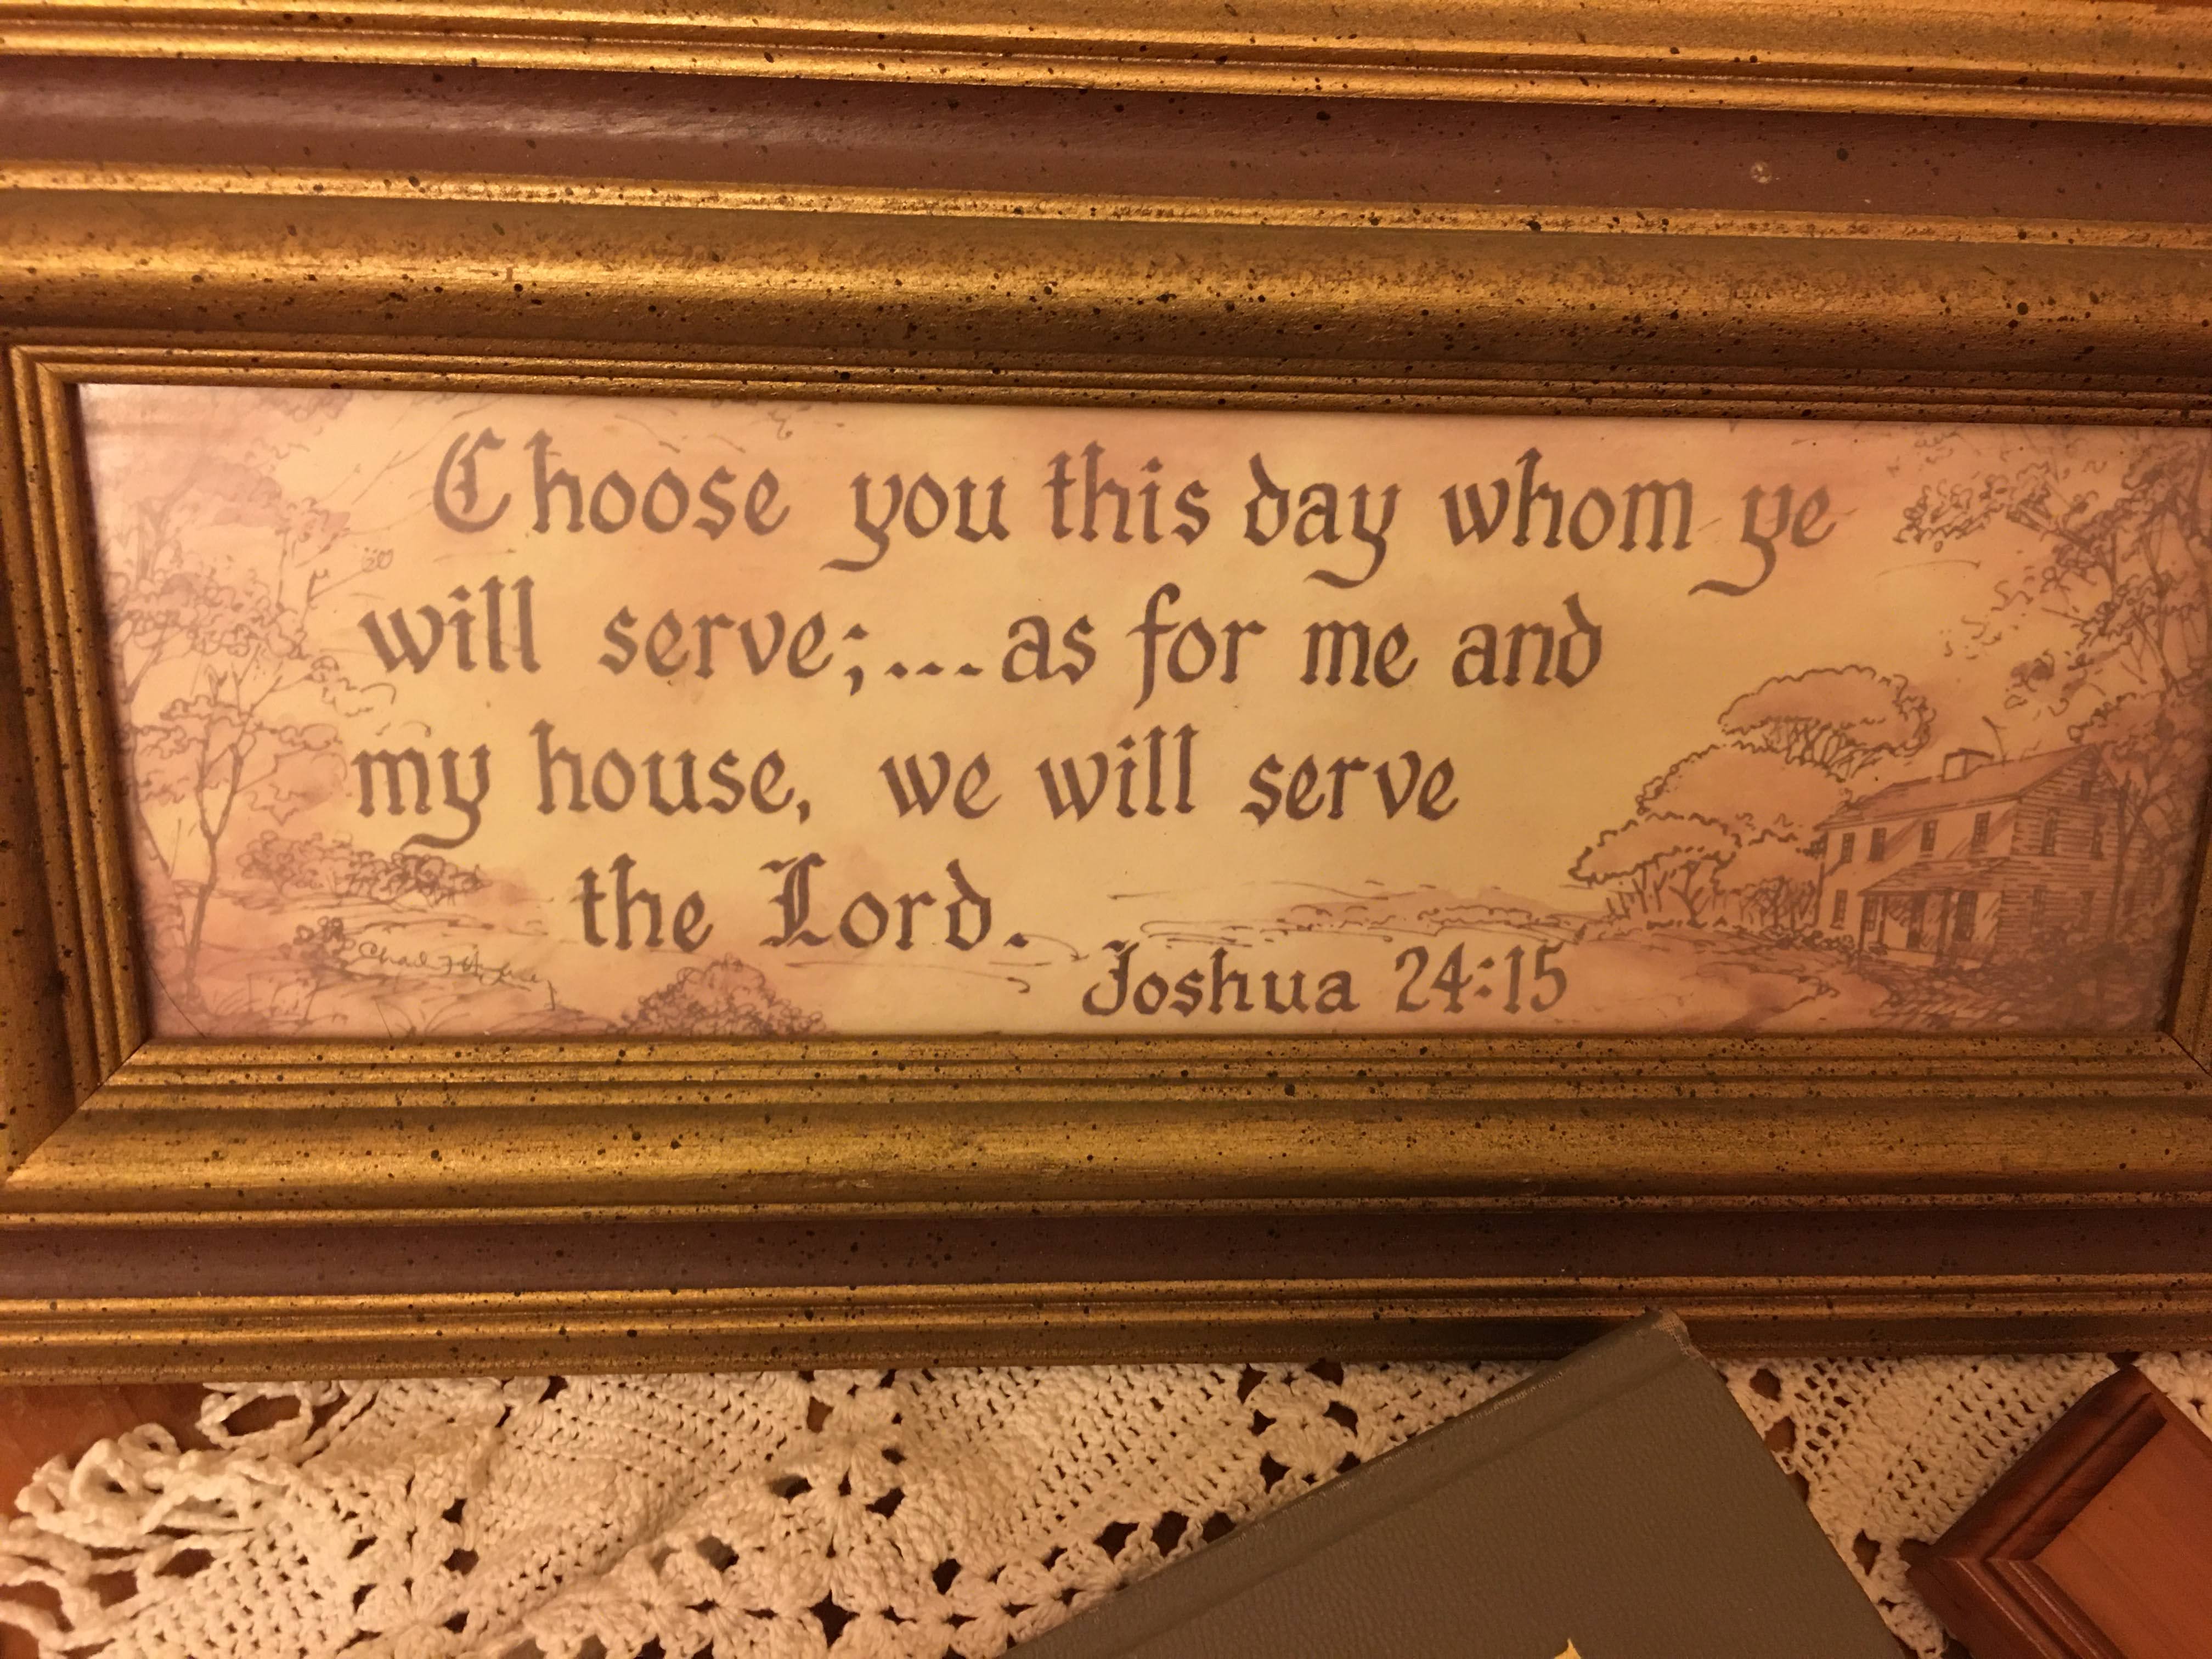 Choose you this day whom ye
will serve;...as for me and
my house, we will serve
the Lord.
Joshua 24:15